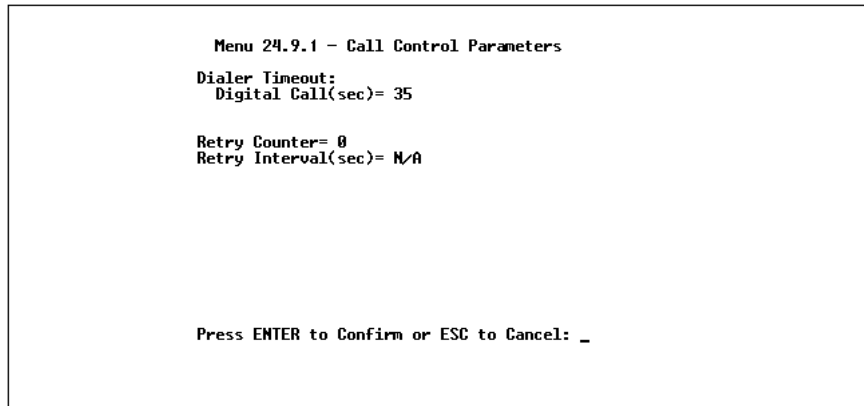 Menu 24.9.1 - Call Control Parameters
Dialer Timeout:
Digital Call(sec)= 35
Retry Counter= 0
Retry Interval(sec)= N/A
Press ENTER to Confirm or ESC to Cancel: _